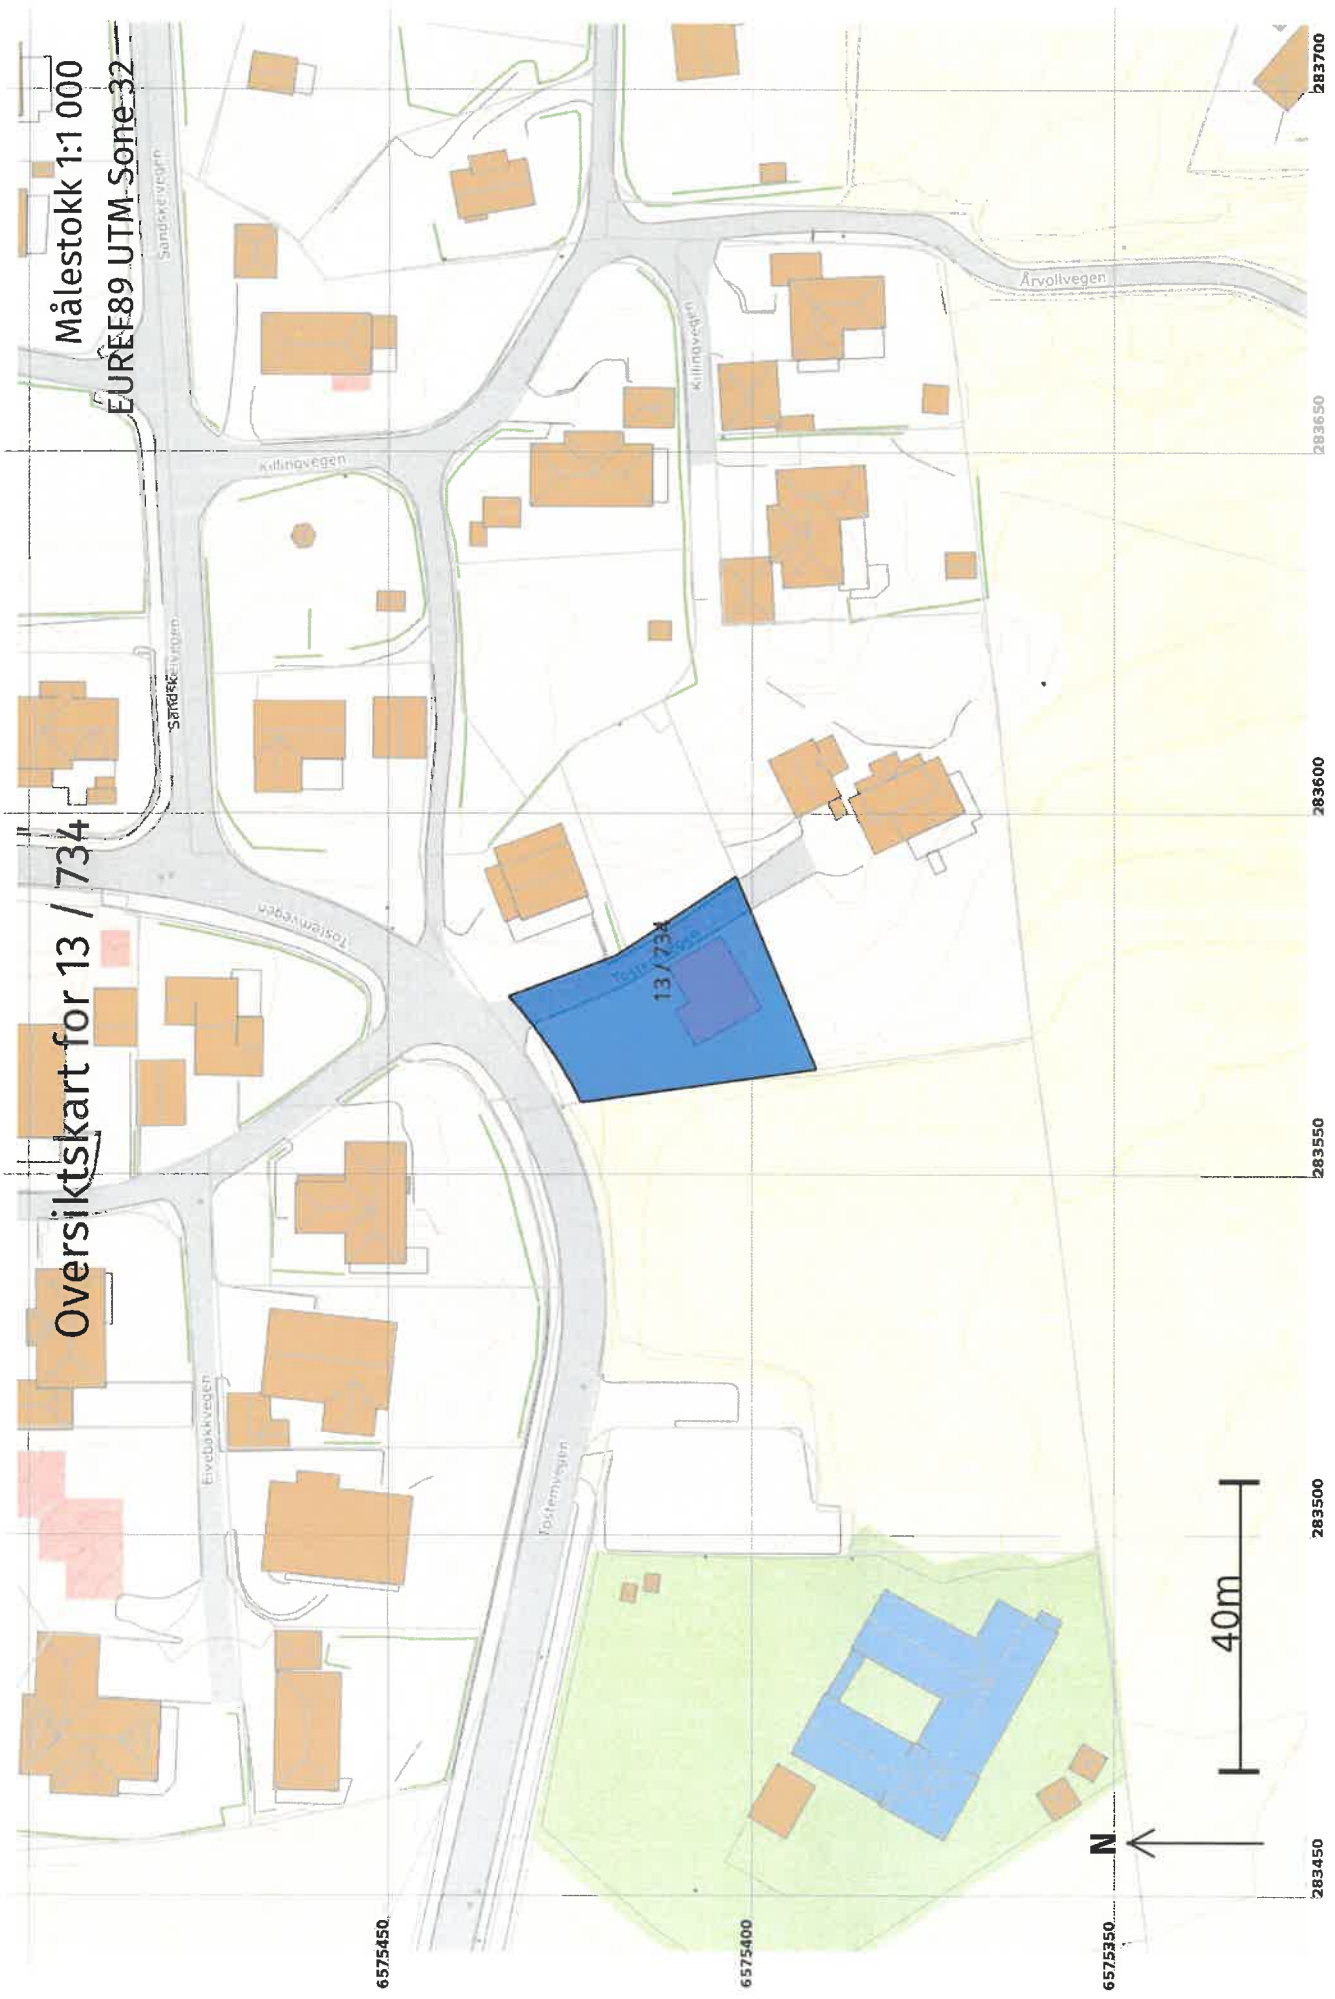 Oversiktskart for 13 / 734
Målestokk 1:1 000
EUREF89 UTM Sone 32
Sandskeivegen
Sandskeivegen
Killingvegen
Killingvegen
Tostemvegen
Tostemvegen
Eivebakkvegen
Årvollvegen
13 / 734
6575450
6575400
6575350
283450
283500
283550
283600
283650
283700
N
40m